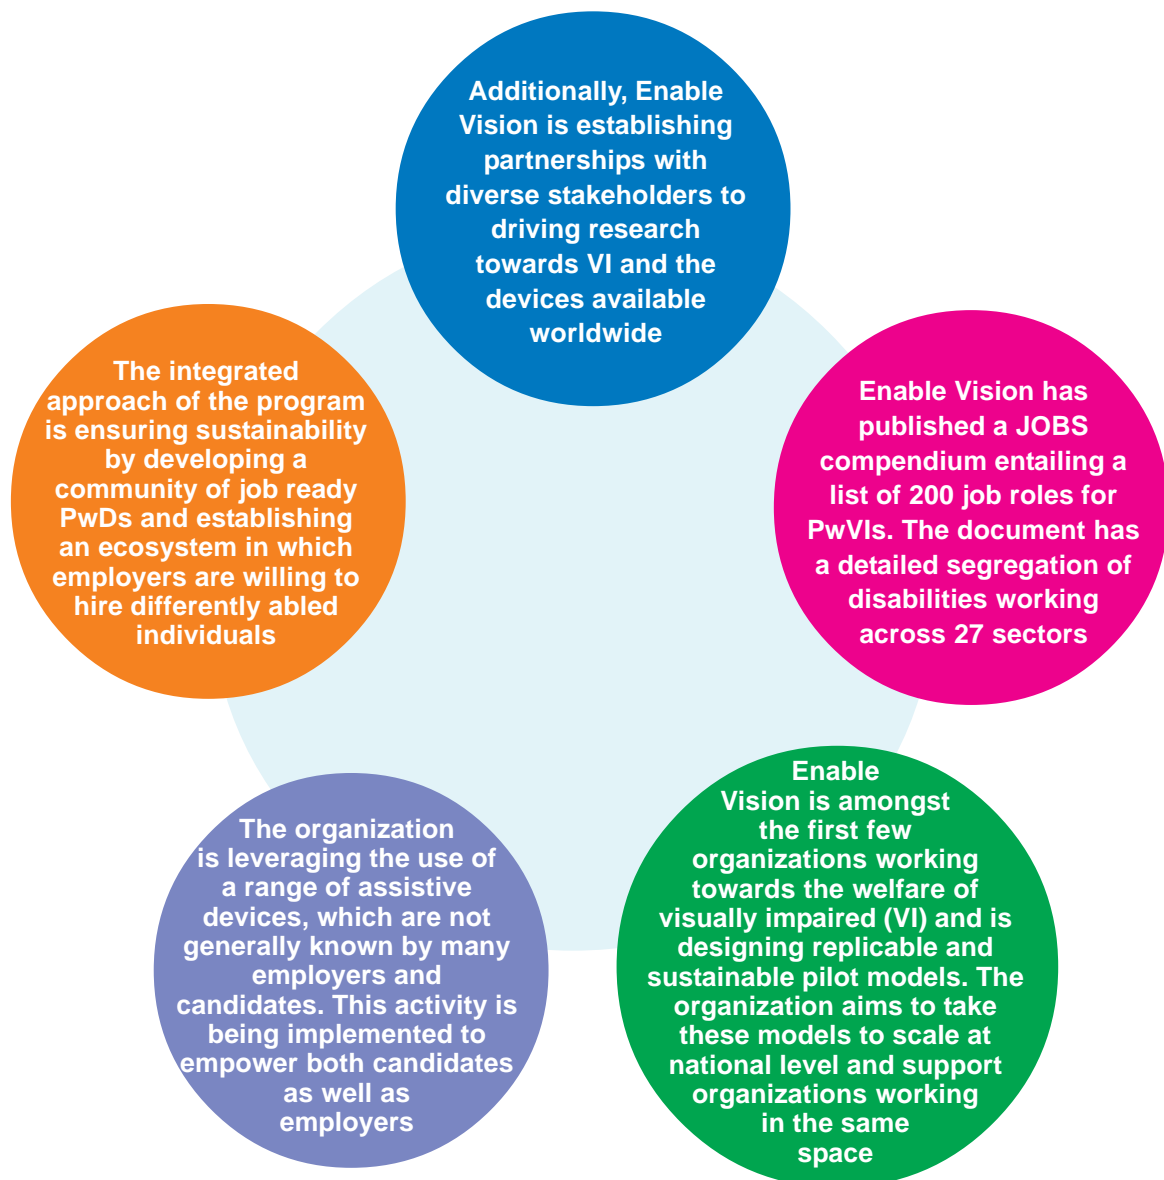 Additionally, Enable
Vision is establishing
partnerships with
diverse stakeholders to
driving research
towards VI and the
devices available
worldwide
The integrated
approach of the program
is ensuring sustainability
by developing a
community of job ready
PwDs and establishing
an ecosystem in which
employers are willing to
hire differently abled
individuals
Enable Vision has
published a JOBS
compendium entailing a
list of 200 job roles for
PwVIs. The document has
a detailed segregation of
disabilities working
across 27 sectors
The organization
is leveraging the use of
a range of assistive
devices, which are not
generally known by many
employers and
candidates. This activity is
being implemented to
empower both candidates
as well as
employers
Enable
Vision is amongst
the first few
organizations working
towards the welfare of
visually impaired (VI) and is
designing replicable and
sustainable pilot models. The
organization aims to take
these models to scale at
national level and support
organizations working
in the same
space